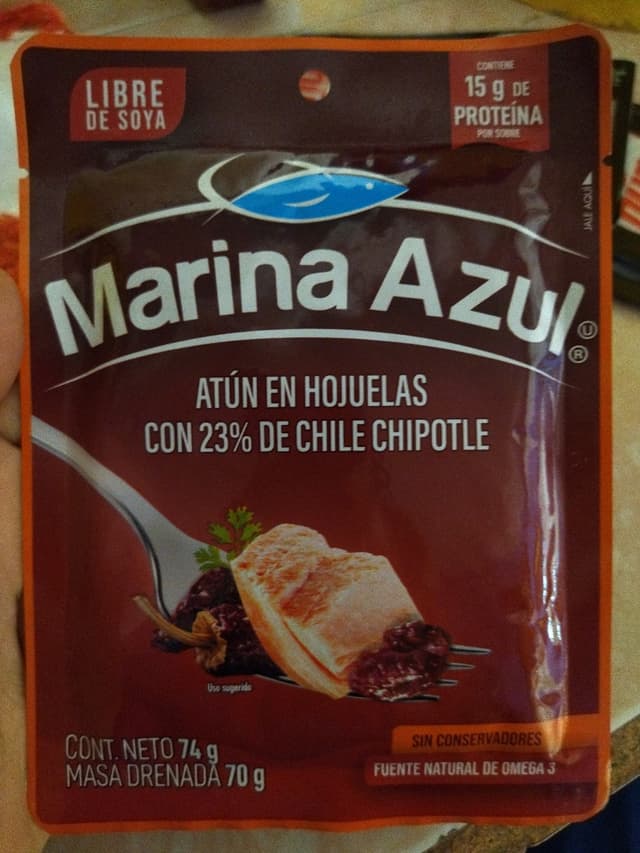 LIBRE
DE SOYA
CONTIENE
15 g DE
PROTEÍNA
POR SOBRE
JALE AQUÍ
Marina Azul
U
®
ATÚN EN HOJUELAS
CON 23% DE CHILE CHIPOTLE
Uso sugerido
CONT. NETO 74 g
MASA DRENADA 70 g
SIN CONSERVADORES
FUENTE NATURAL DE OMEGA 3